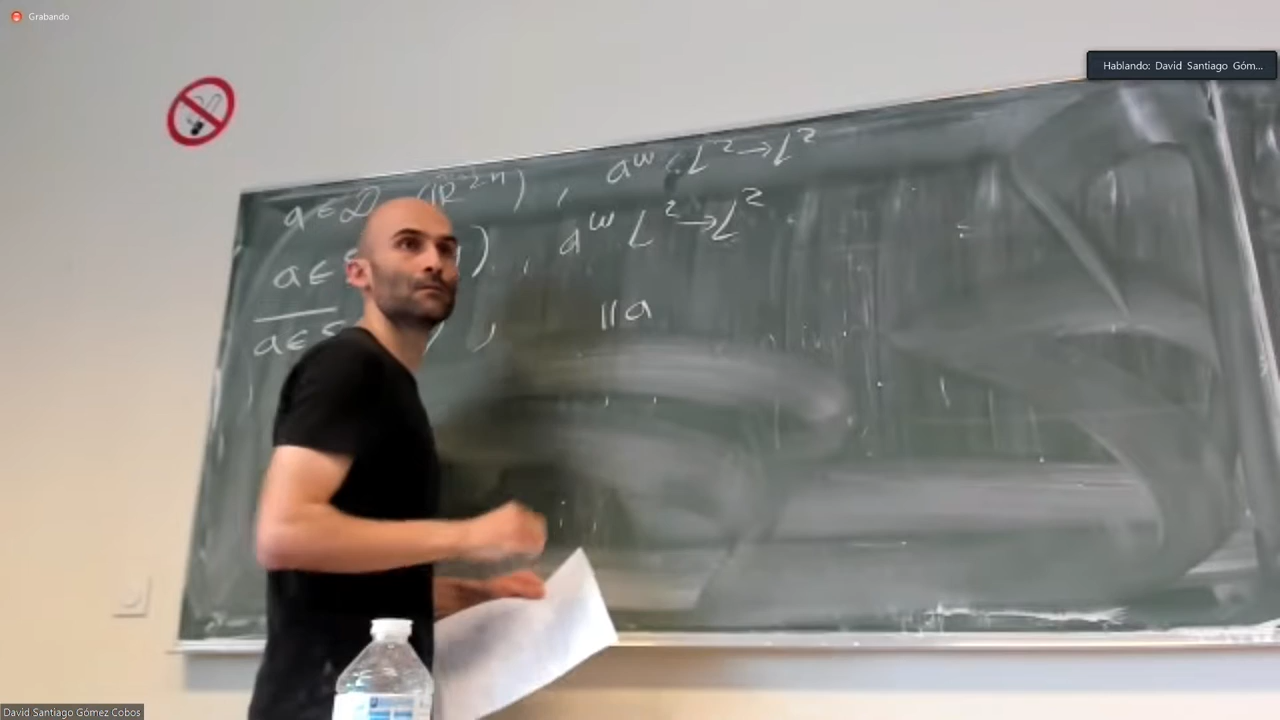 Grabando
Hablando: David Santiago Góm...
a ∈ (ℝ²ⁿ), aʷ : L² → L²
a ∈ ), aʷ L² → L²
a ∈ ), ||a
David Santiago Gómez Cobos